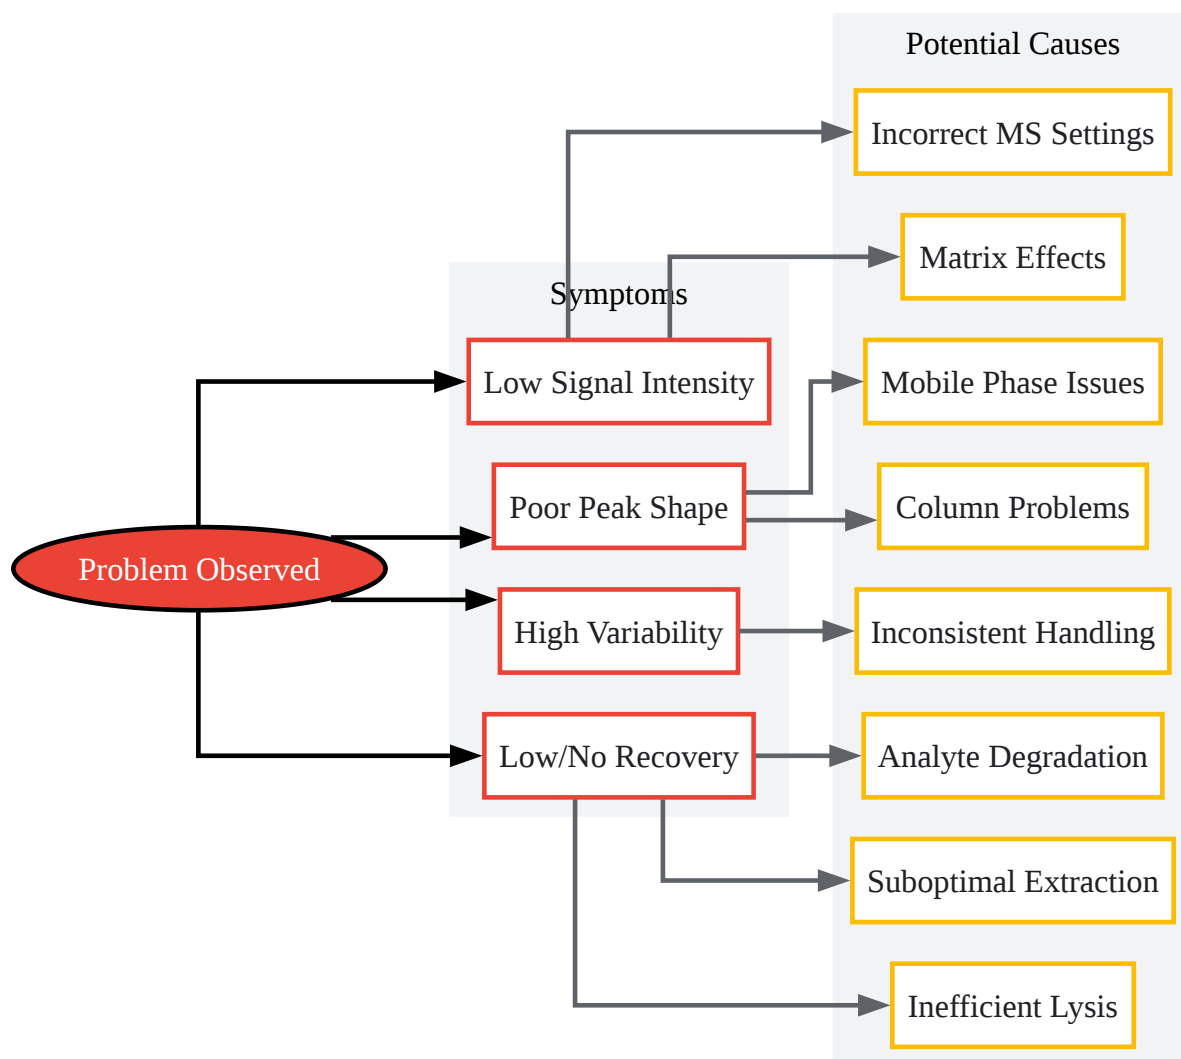 Potential Causes
Incorrect MS Settings
Matrix Effects
Symptoms
Low Signal Intensity
Mobile Phase Issues
Poor Peak Shape
Column Problems
Problem Observed
High Variability
Inconsistent Handling
Low/No Recovery
Analyte Degradation
Suboptimal Extraction
Inefficient Lysis